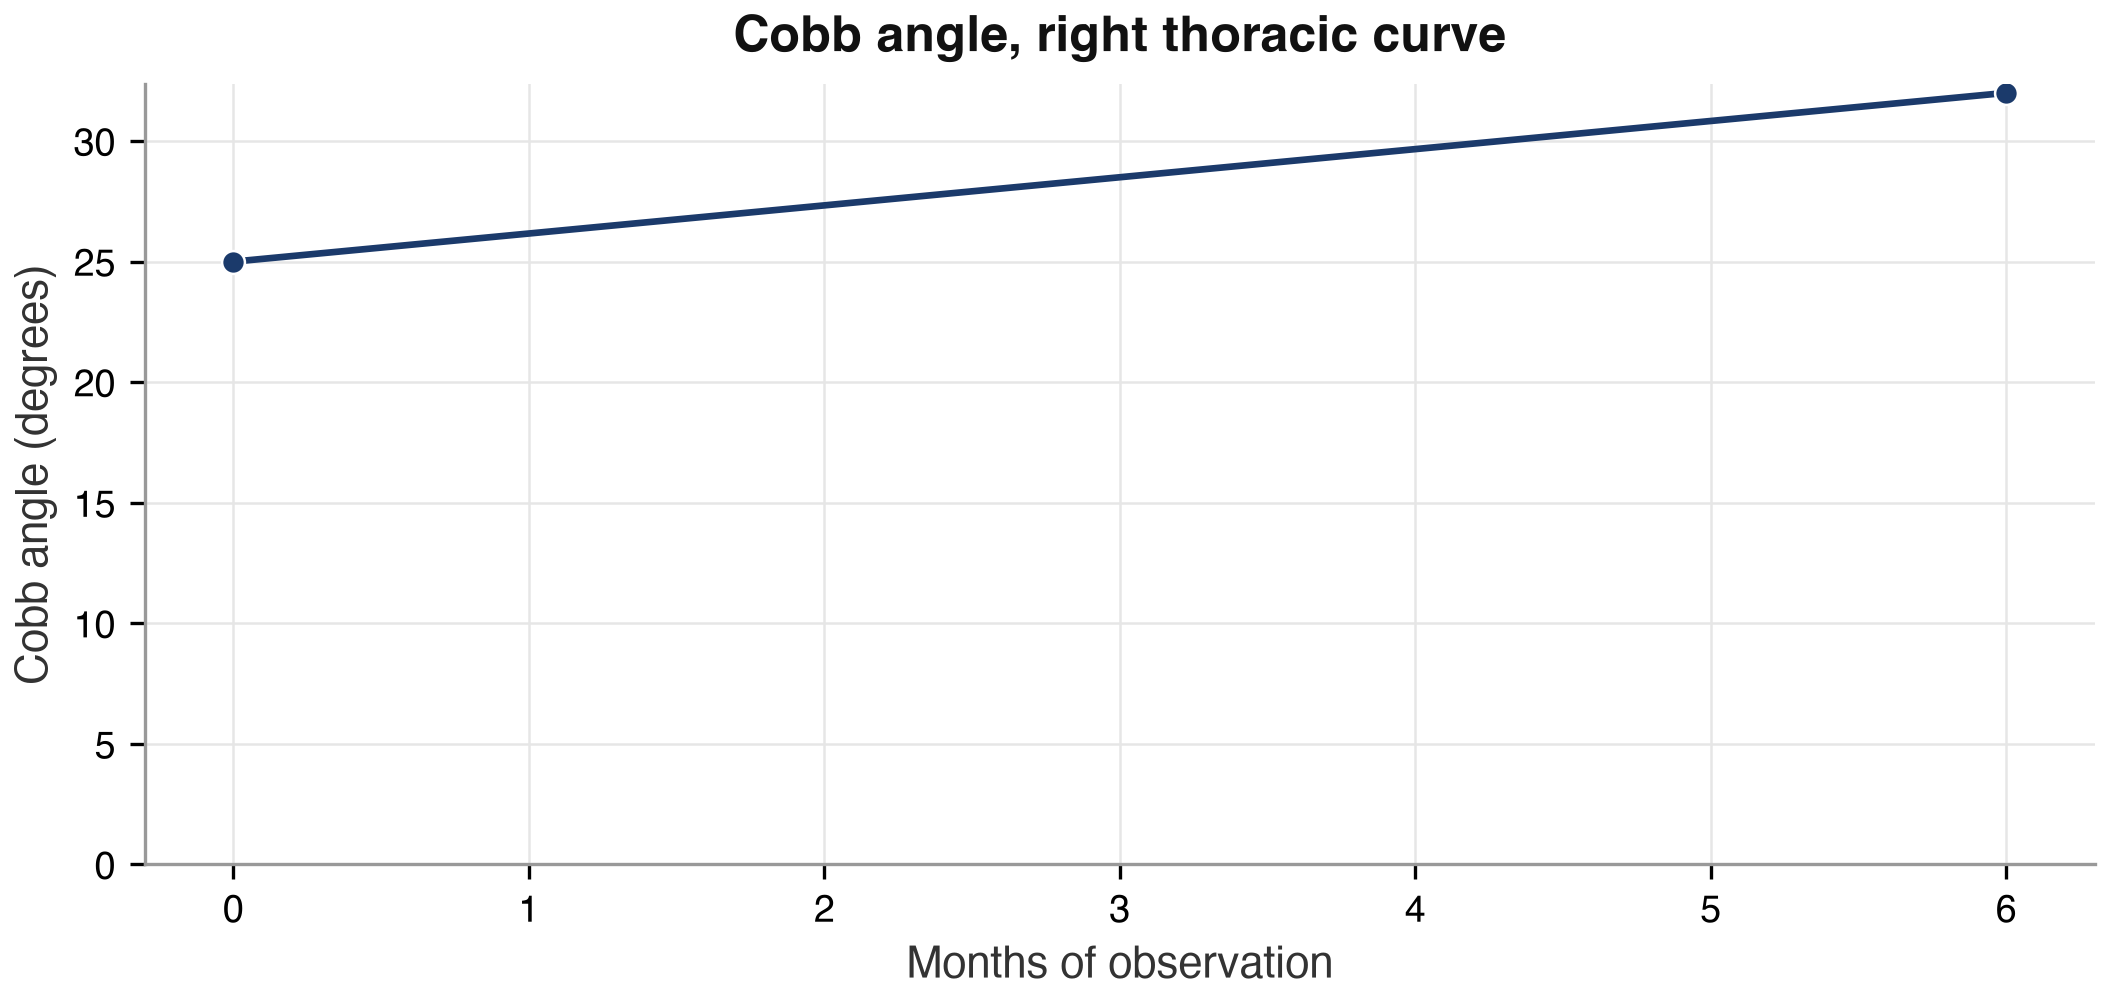 Cobb angle, right thoracic curve
Cobb angle (degrees)
30
25
20
15
10
5
0
0 1 2 3 4 5 6
Months of observation